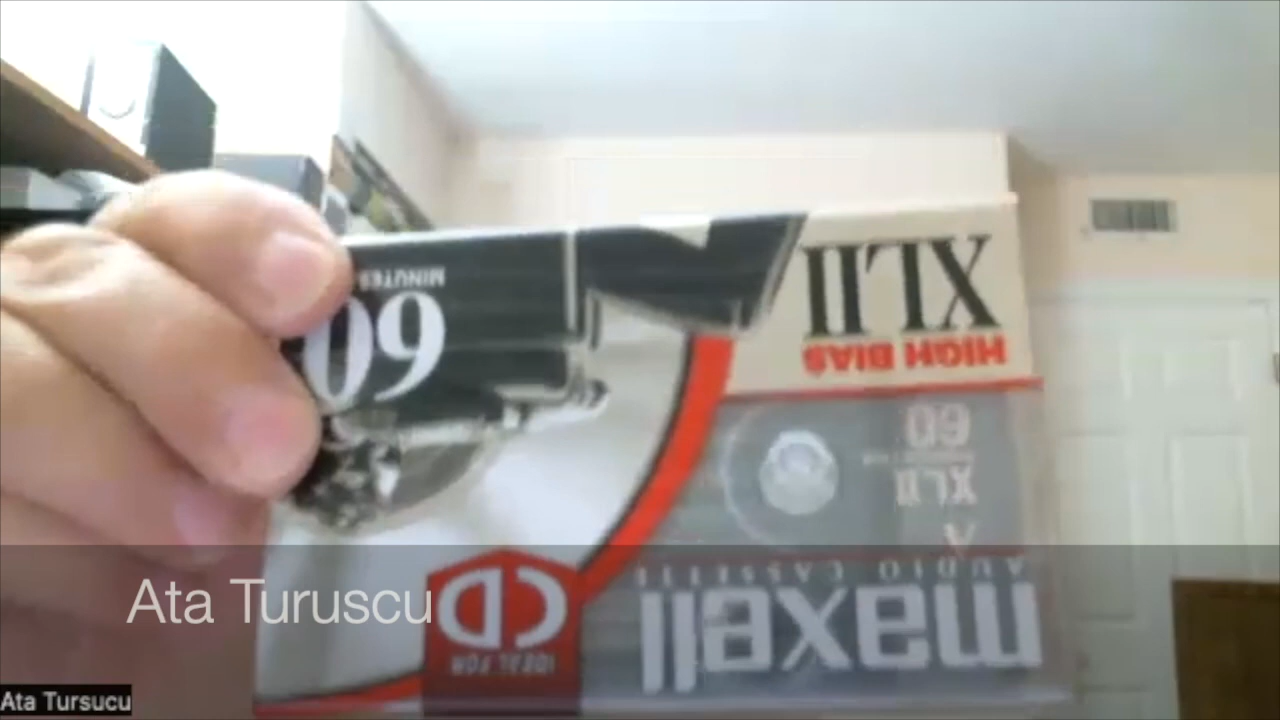 MINUTES
60
XLII
HIGH BIAS
60
XLII
A
AUDIO CASSETTE
maxell
IDEAL FOR
CD
Ata Turuscu
Ata Tursucu